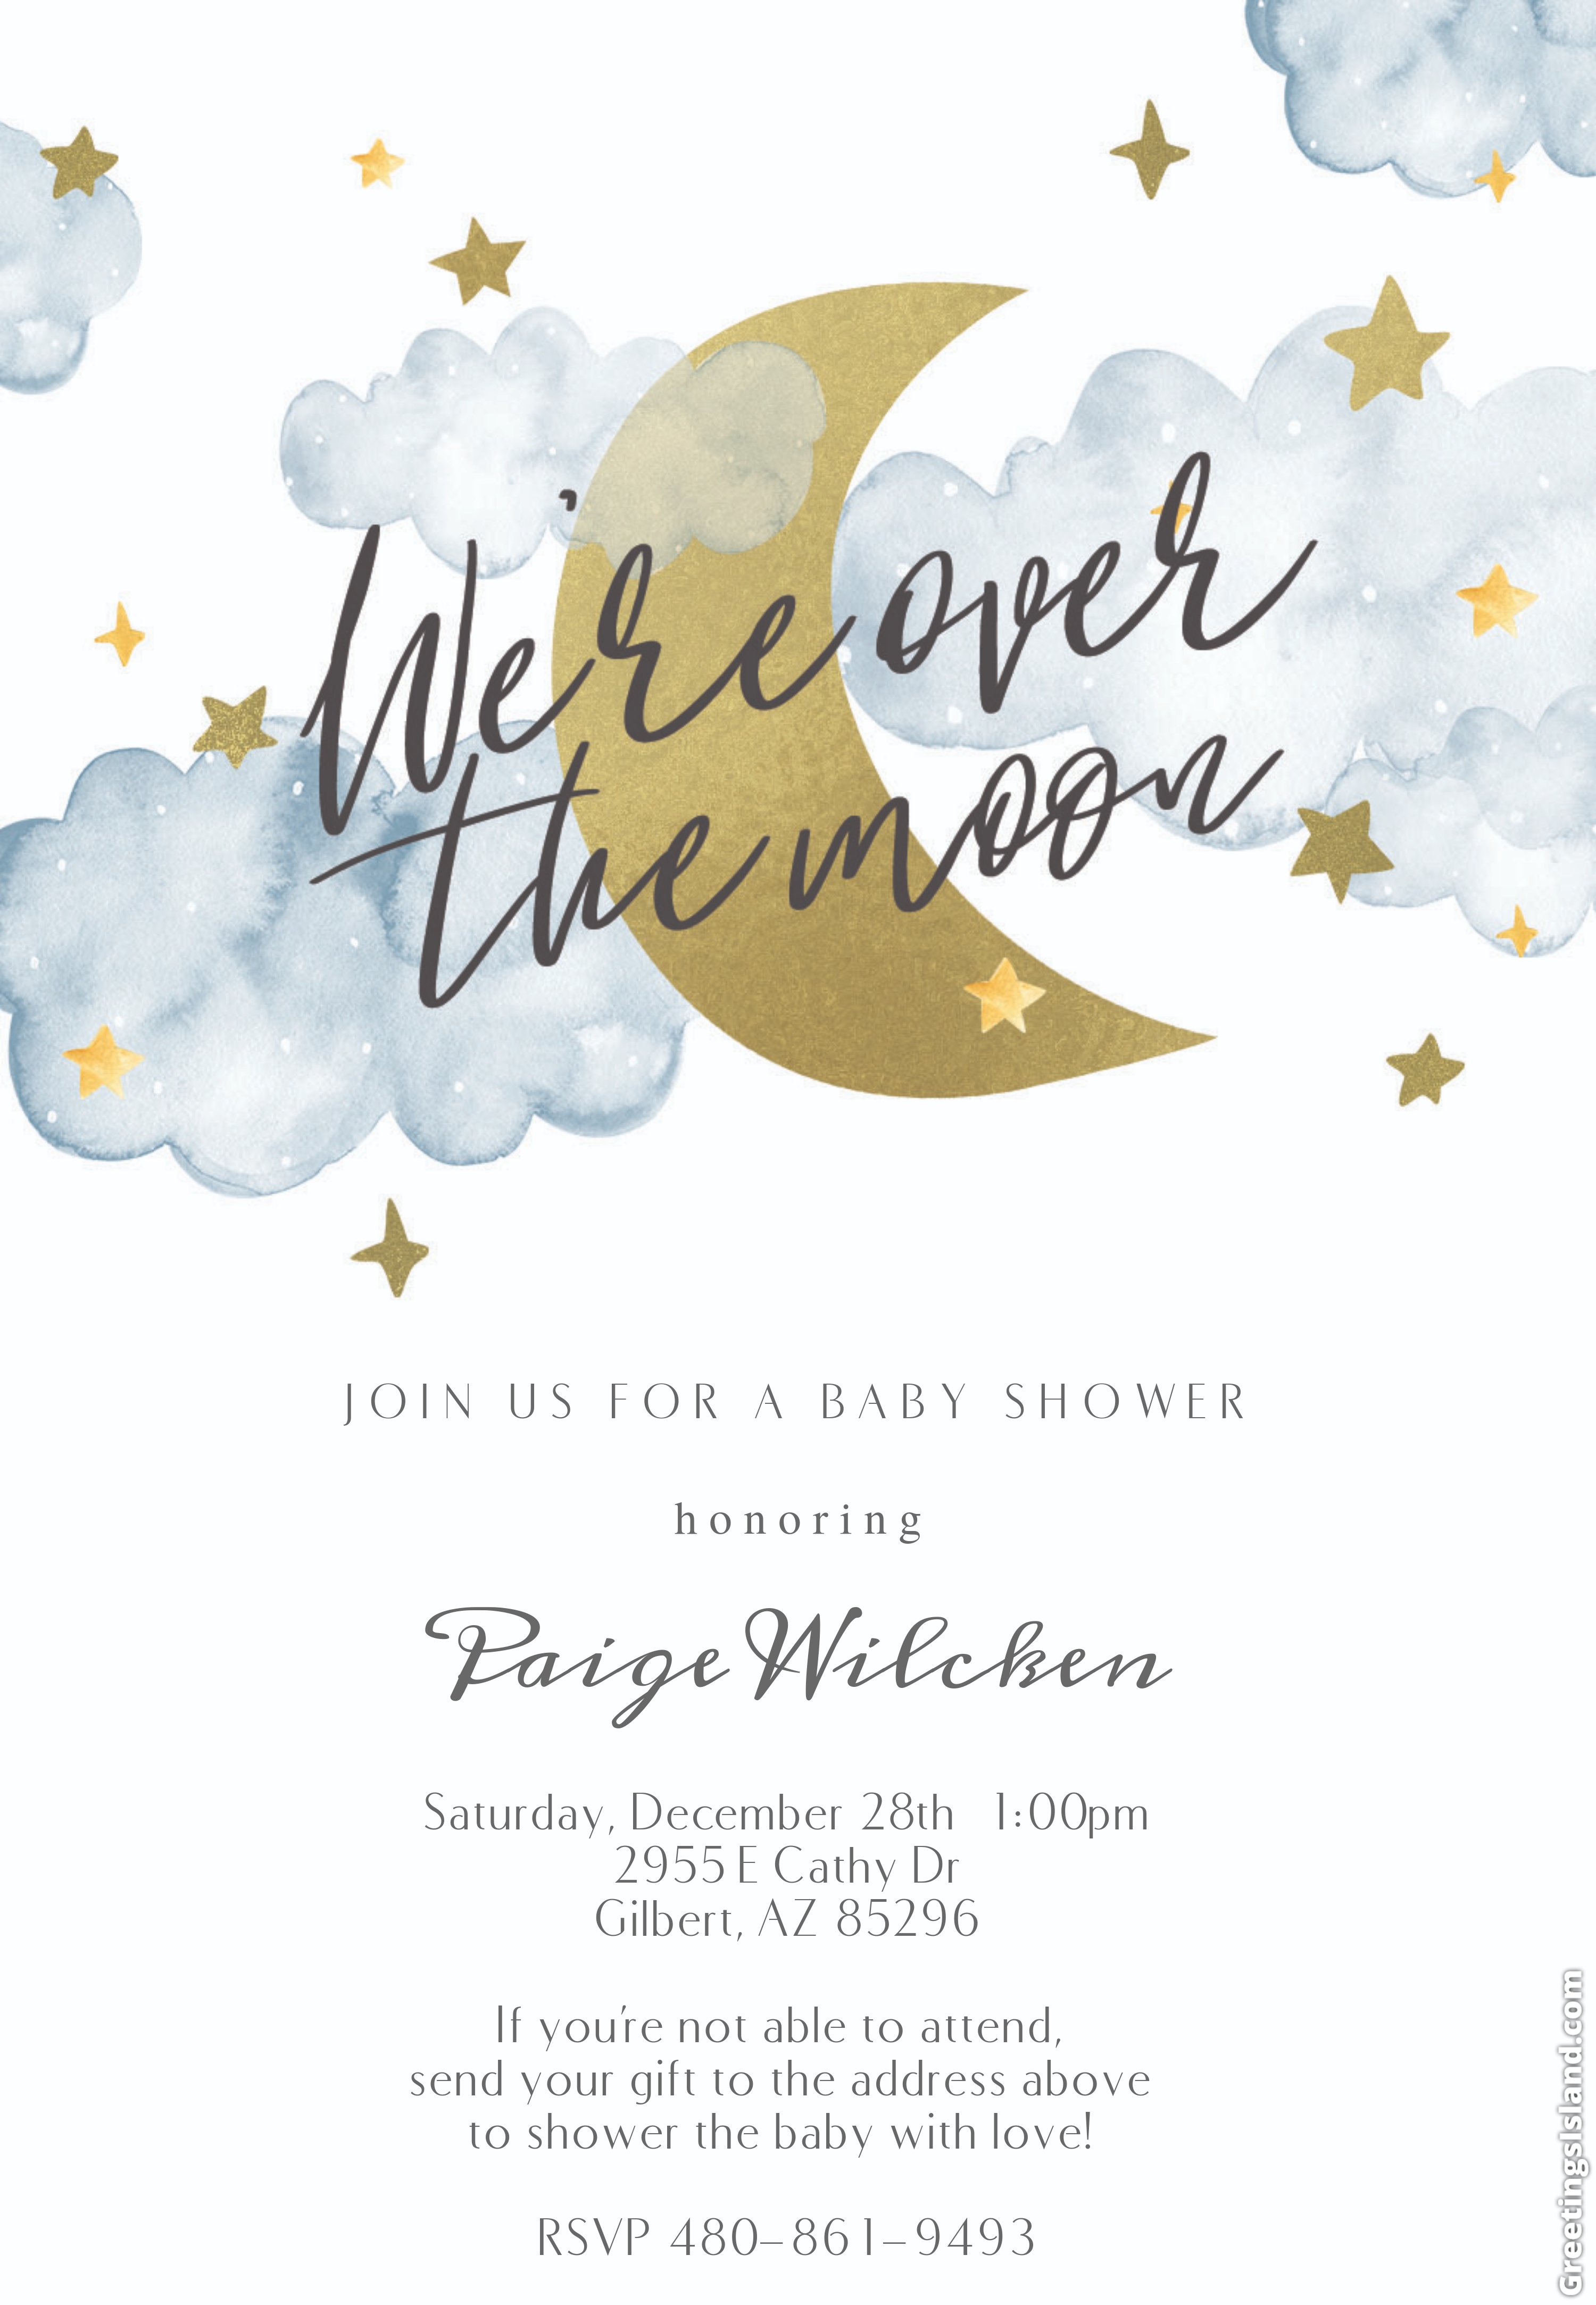 We're over
the moon
JOIN US FOR A BABY SHOWER
honoring
Paige Wilcken
Saturday, December 28th 1:00pm
2955 E Cathy Dr
Gilbert, AZ 85296
If you're not able to attend,
send your gift to the address above
to shower the baby with love!
RSVP 480-861-9493
GreetingsIsland.com